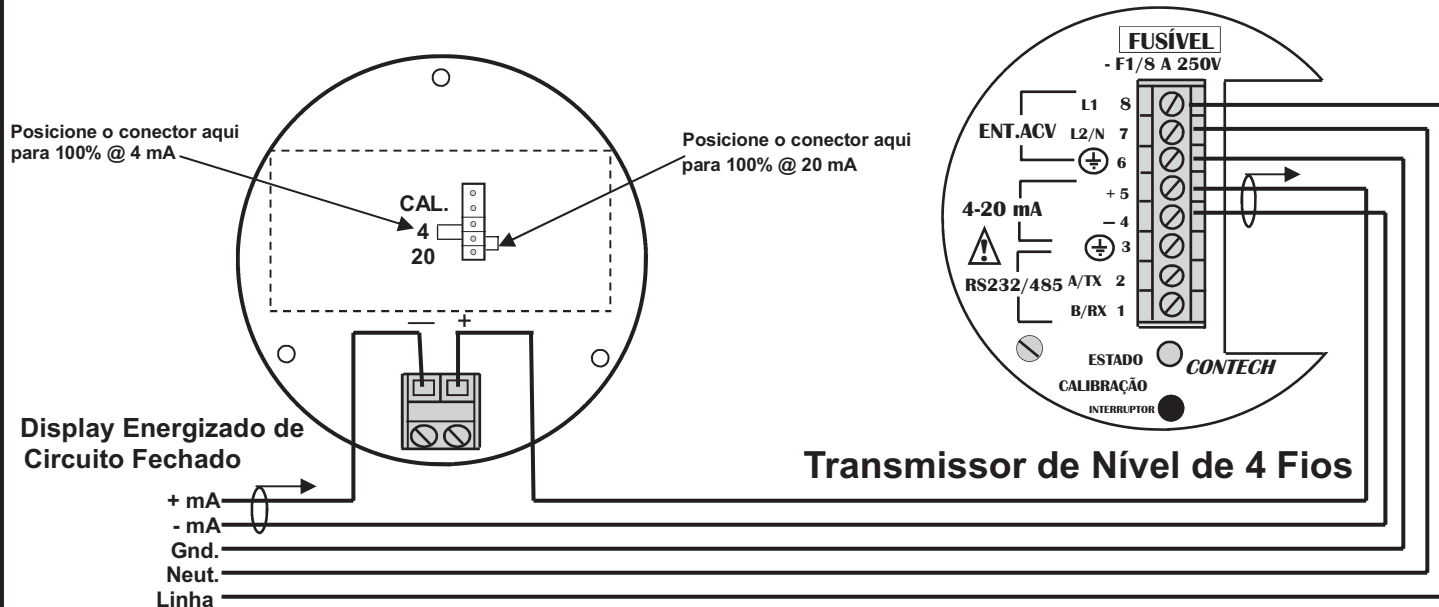 Posicione o conector aqui
para 100% @ 4 mA
Posicione o conector aqui
para 100% @ 20 mA
CAL.
4
20
— +
Display Energizado de
Circuito Fechado
+ mA
- mA
Gnd.
Neut.
Linha
FUSÍVEL
- F1/8 A 250V
ENT.ACV
L1 8
L2/N 7
6
4-20 mA
+ 5
– 4
3
RS232/485
A/TX 2
B/RX 1
ESTADO
CONTECH
CALIBRAÇÃO
INTERRUPTOR
Transmissor de Nível de 4 Fios